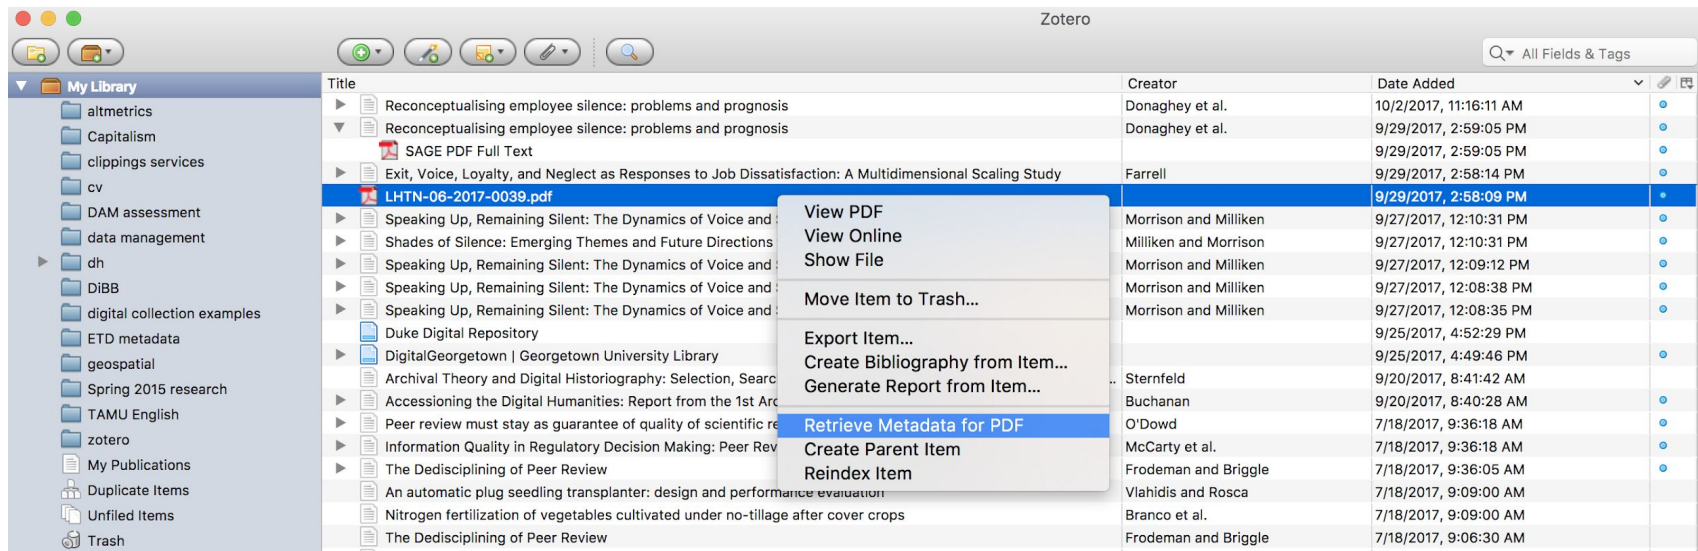 Zotero
All Fields & Tags
My Library
altmetrics
Capitalism
clippings services
cv
DAM assessment
data management
dh
DiBB
digital collection examples
ETD metadata
geospatial
Spring 2015 research
TAMU English
zotero
My Publications
Duplicate Items
Unfiled Items
Trash
Title Creator Date Added
Reconceptualising employee silence: problems and prognosis Donaghey et al. 10/2/2017, 11:16:11 AM
Reconceptualising employee silence: problems and prognosis Donaghey et al. 9/29/2017, 2:59:05 PM
SAGE PDF Full Text 9/29/2017, 2:59:05 PM
Exit, Voice, Loyalty, and Neglect as Responses to Job Dissatisfaction: A Multidimensional Scaling Study Farrell 9/29/2017, 2:58:14 PM
LHTN-06-2017-0039.pdf 9/29/2017, 2:58:09 PM
Speaking Up, Remaining Silent: The Dynamics of Voice and Morrison and Milliken 9/27/2017, 12:10:31 PM
Shades of Silence: Emerging Themes and Future Directions Milliken and Morrison 9/27/2017, 12:10:31 PM
Speaking Up, Remaining Silent: The Dynamics of Voice and Morrison and Milliken 9/27/2017, 12:09:12 PM
Speaking Up, Remaining Silent: The Dynamics of Voice and Morrison and Milliken 9/27/2017, 12:08:38 PM
Speaking Up, Remaining Silent: The Dynamics of Voice and Morrison and Milliken 9/27/2017, 12:08:35 PM
Duke Digital Repository 9/25/2017, 4:52:29 PM
DigitalGeorgetown | Georgetown University Library 9/25/2017, 4:49:46 PM
Archival Theory and Digital Historiography: Selection, Searc ... Sternfeld 9/20/2017, 8:41:42 AM
Accessioning the Digital Humanities: Report from the 1st Arc Buchanan 9/20/2017, 8:40:28 AM
Peer review must stay as guarantee of quality of scientific re O'Dowd 7/18/2017, 9:36:18 AM
Information Quality in Regulatory Decision Making: Peer Rev McCarty et al. 7/18/2017, 9:36:18 AM
The Dedisciplining of Peer Review Frodeman and Briggle 7/18/2017, 9:36:05 AM
An automatic plug seedling transplanter: design and performance evaluation Vlahidis and Rosca 7/18/2017, 9:09:00 AM
Nitrogen fertilization of vegetables cultivated under no-tillage after cover crops Branco et al. 7/18/2017, 9:09:00 AM
The Dedisciplining of Peer Review Frodeman and Briggle 7/18/2017, 9:06:30 AM
View PDF
View Online
Show File
Move Item to Trash...
Export Item...
Create Bibliography from Item...
Generate Report from Item...
Retrieve Metadata for PDF
Create Parent Item
Reindex Item